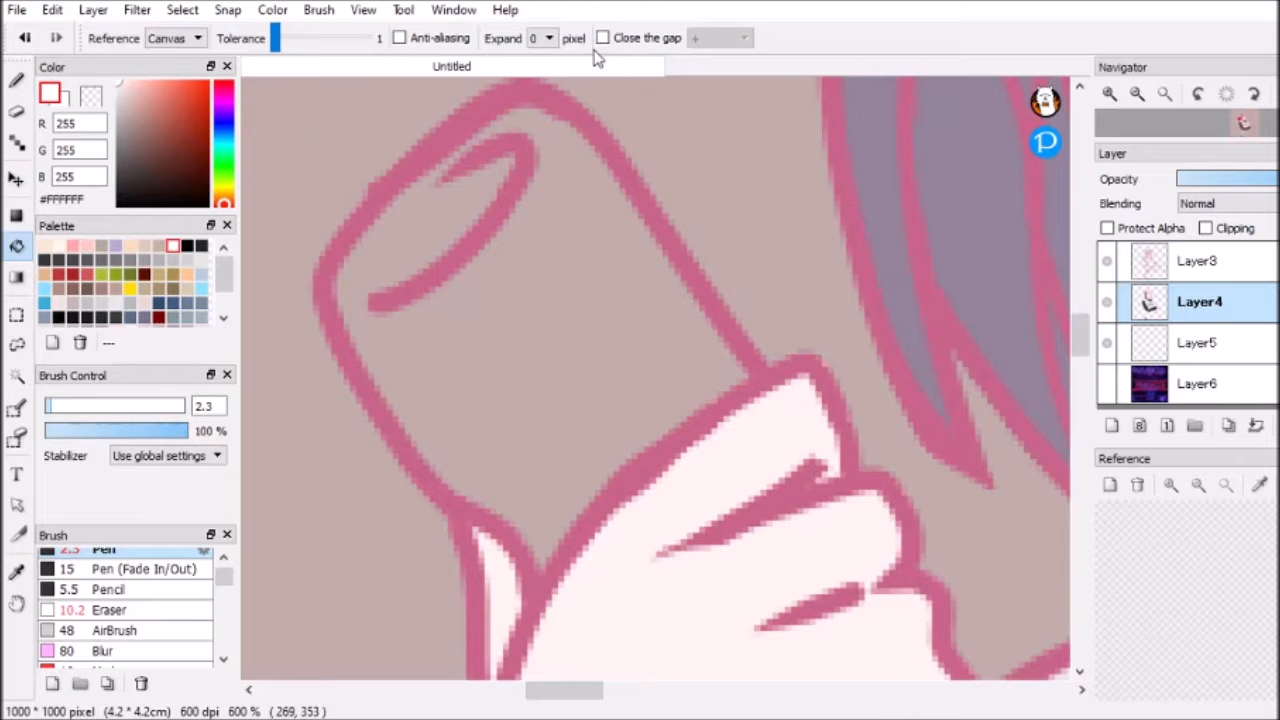 File Edit Layer Filter Select Snap Color Brush View Tool Window Help
Reference Canvas Tolerance 1 Anti-aliasing Expand 0 pixel Close the gap +
Color
Untitled
Navigator
R 255
G 255
B 255
#FFFFFF
Palette
---
Brush Control
2.3
100 %
Stabilizer Use global settings
Brush
2.3 Pen
15 Pen (Fade In/Out)
5.5 Pencil
10.2 Eraser
48 AirBrush
80 Blur
Layer
Opacity
Blending Normal
Protect Alpha Clipping
Layer3
Layer4
Layer5
Layer6
Reference
1000 * 1000 pixel (4.2 * 4.2cm) 600 dpi 600 % ( 269, 353 )